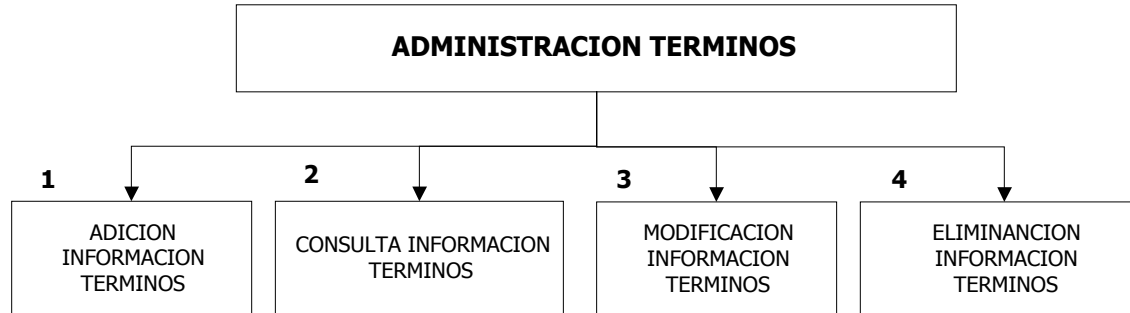 ADMINISTRACION TERMINOS
1
2
3
4
ADICION
INFORMACION
TERMINOS
CONSULTA INFORMACION
TERMINOS
MODIFICACION
INFORMACION
TERMINOS
ELIMINANCION
INFORMACION
TERMINOS